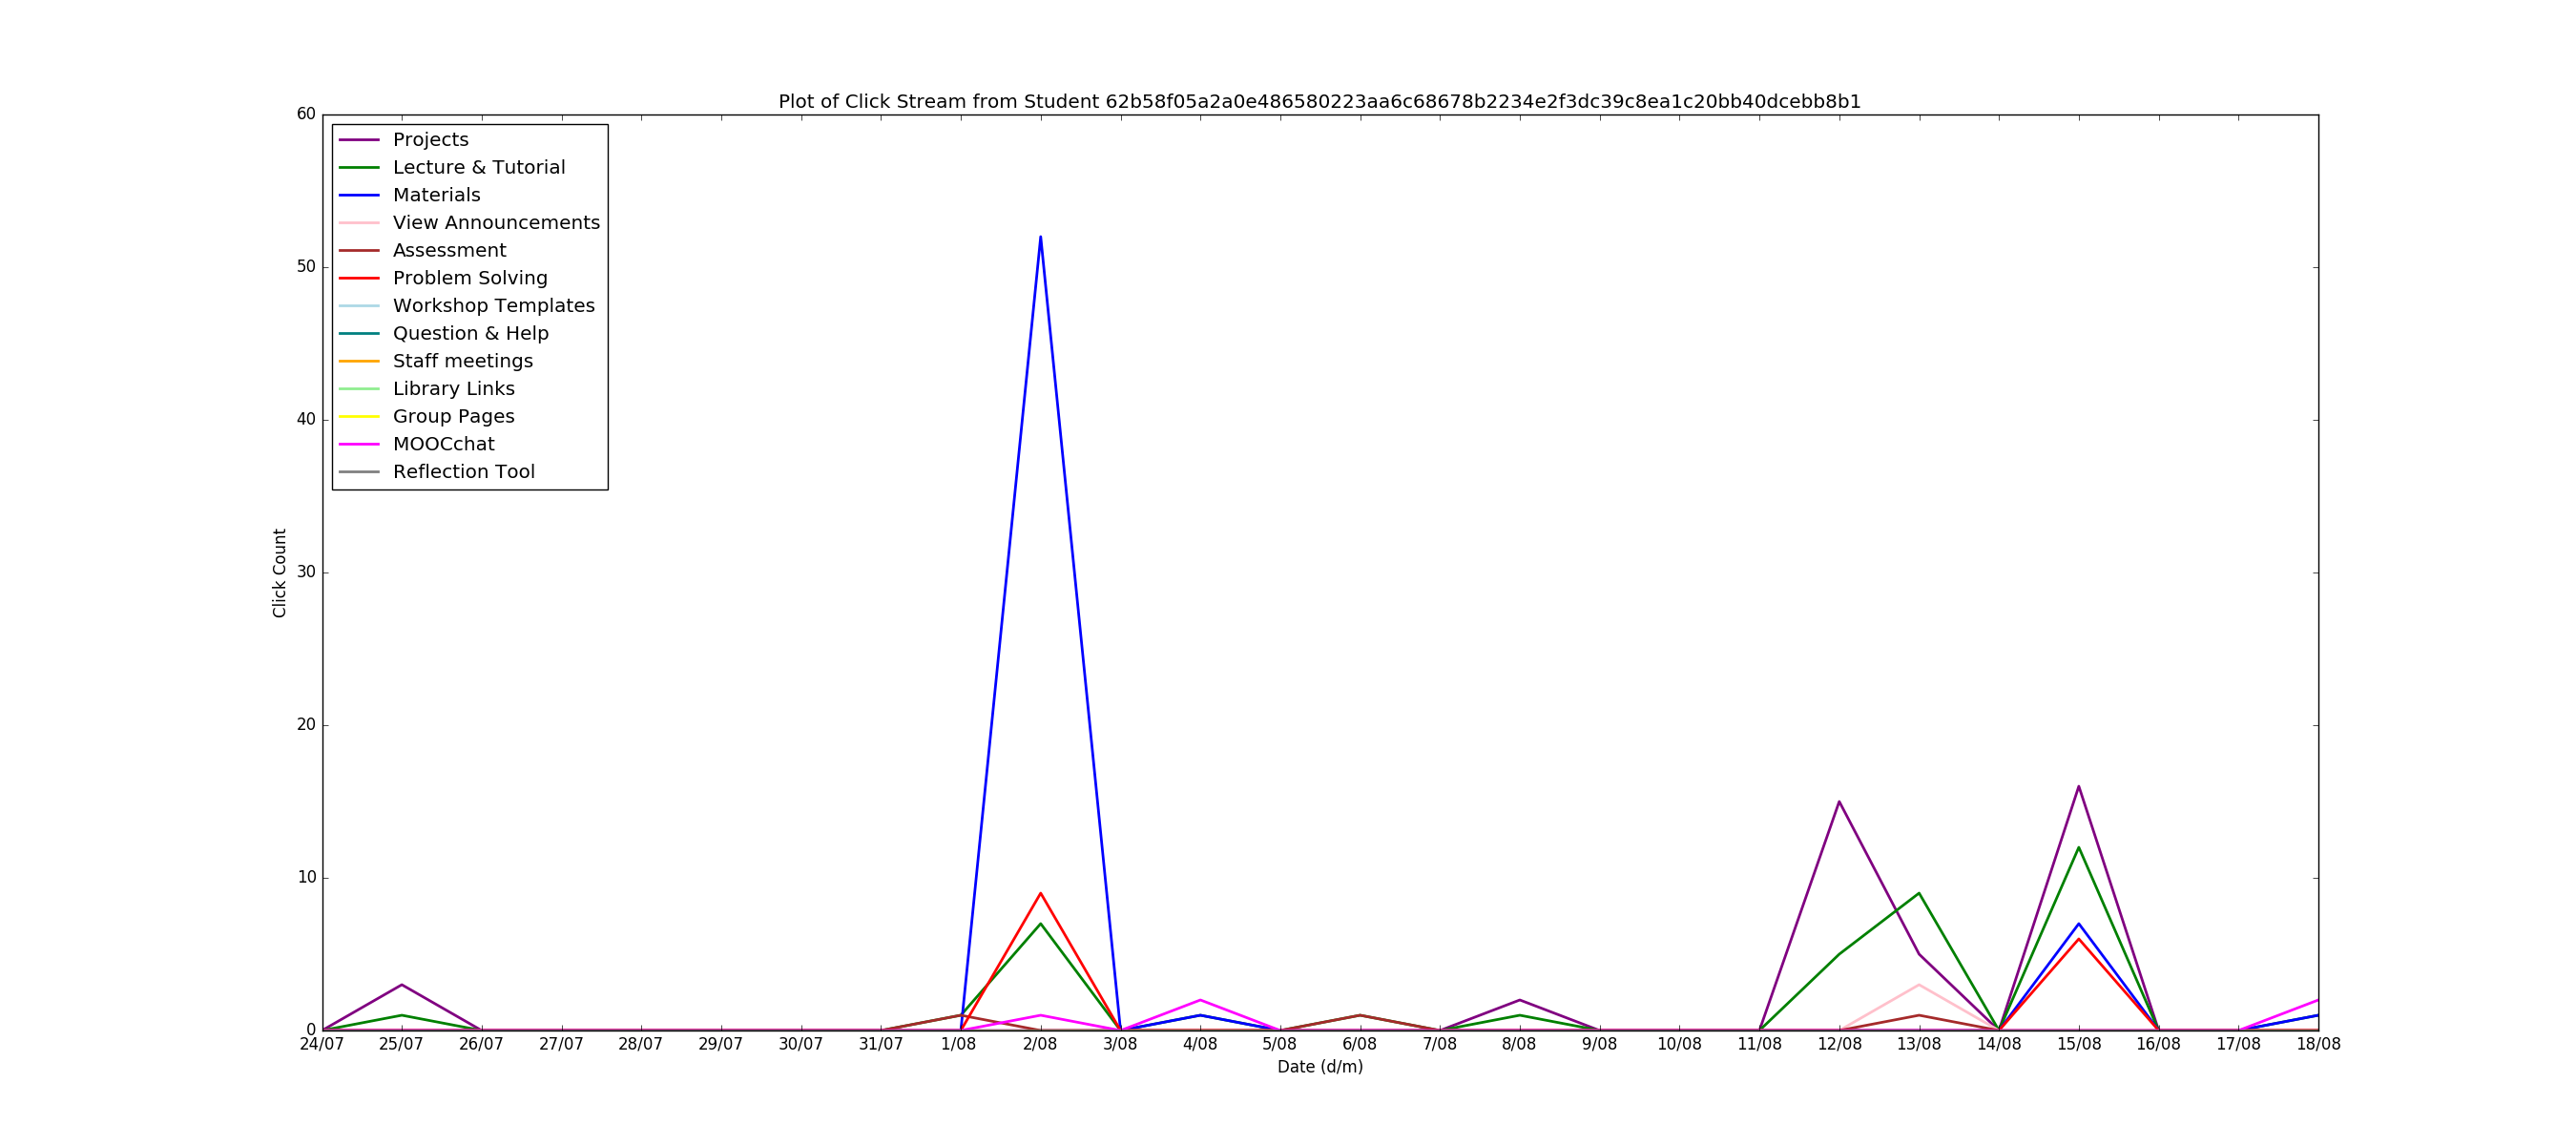 Plot of Click Stream from Student 62b58f05a2a0e486580223aa6c68678b2234e2f3dc39c8ea1c20bb40dcebb8b1
60
50
40
30
20
10
0
Click Count
Projects
Lecture & Tutorial
Materials
View Announcements
Assessment
Problem Solving
Workshop Templates
Question & Help
Staff meetings
Library Links
Group Pages
MOOCchat
Reflection Tool
24/07 25/07 26/07 27/07 28/07 29/07 30/07 31/07 1/08 2/08 3/08 4/08 5/08 6/08 7/08 8/08 9/08 10/08 11/08 12/08 13/08 14/08 15/08 16/08 17/08 18/08
Date (d/m)